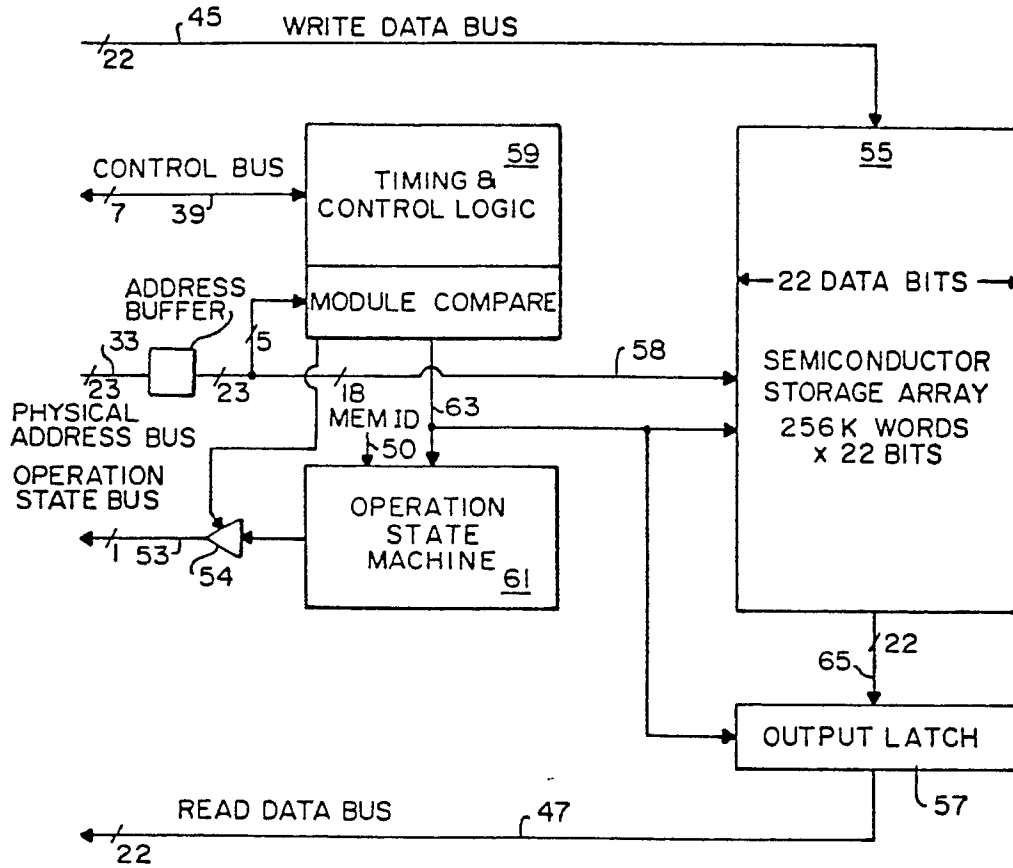 45
WRITE DATA BUS
22
59
55
CONTROL BUS
TIMING &
CONTROL LOGIC
7
39
22 DATA BITS
ADDRESS
BUFFER
MODULE COMPARE
5
33
58
23
23
18
SEMICONDUCTOR
STORAGE ARRAY
256K WORDS
x 22 BITS
PHYSICAL
ADDRESS BUS
MEM ID
63
50
OPERATION
STATE BUS
OPERATION
STATE
MACHINE
1
53
54
61
22
65
OUTPUT LATCH
57
READ DATA BUS
47
22